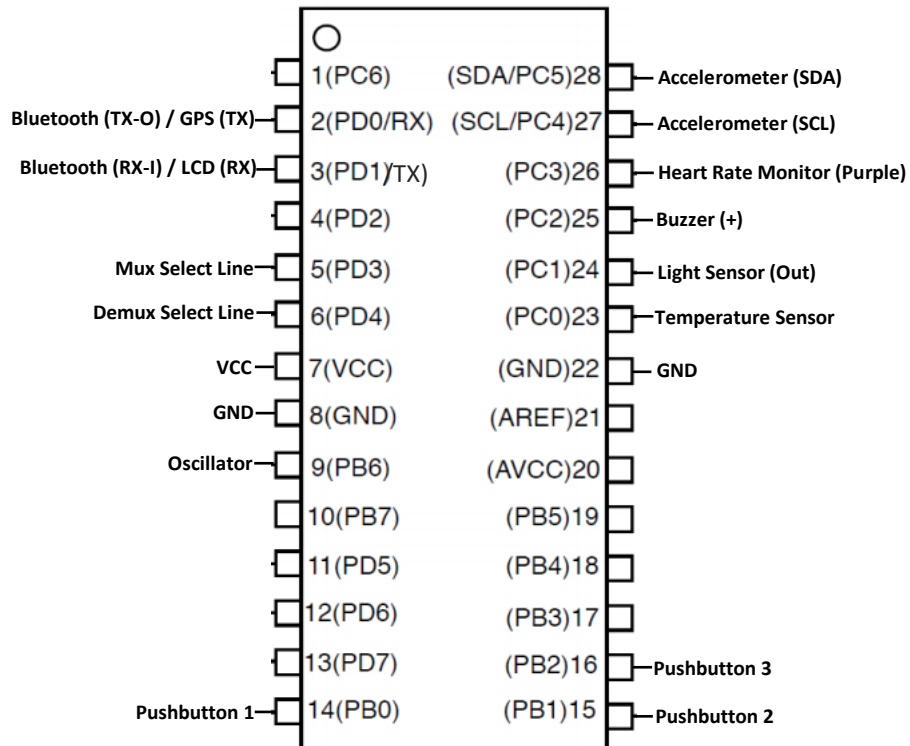 1(PC6) (SDA/PC5)28 Accelerometer (SDA)
Bluetooth (TX-O) / GPS (TX) 2(PD0/RX) (SCL/PC4)27 Accelerometer (SCL)
Bluetooth (RX-I) / LCD (RX) 3(PD1)/TX) (PC3)26 Heart Rate Monitor (Purple)
4(PD2) (PC2)25 Buzzer (+)
Mux Select Line 5(PD3) (PC1)24 Light Sensor (Out)
Demux Select Line 6(PD4) (PC0)23 Temperature Sensor
VCC 7(VCC) (GND)22 GND
GND 8(GND) (AREF)21
Oscillator 9(PB6) (AVCC)20
10(PB7) (PB5)19
11(PD5) (PB4)18
12(PD6) (PB3)17
13(PD7) (PB2)16 Pushbutton 3
Pushbutton 1 14(PB0) (PB1)15 Pushbutton 2